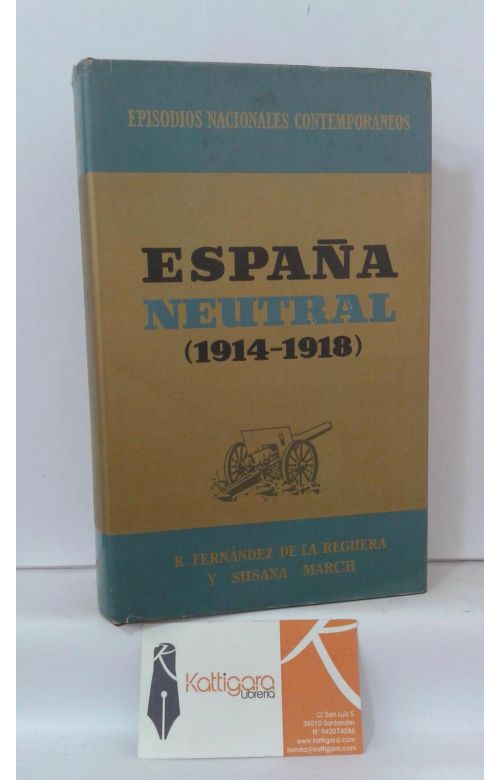 EPISODIOS NACIONALES CONTEMPORÁNEOS
ESPAÑA
NEUTRAL
(1914-1918)
R. FERNÁNDEZ DE LA REGUERA
Y SUSANA MARCH
Kattigara
Librería
C/ San Luis 5
39010 Santander
tlf: 942074286
www.kattigara.com
tienda@kattigara.com